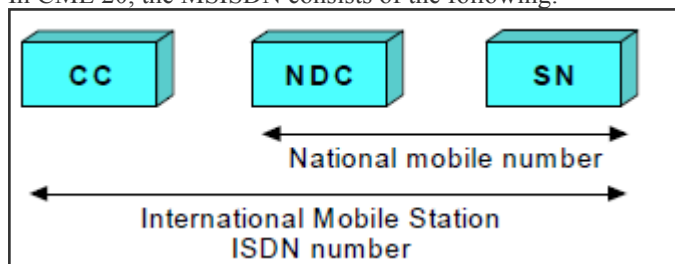 In CME 20, the MSISDN consists of the following:
CC NDC SN
National mobile number
International Mobile Station
ISDN number